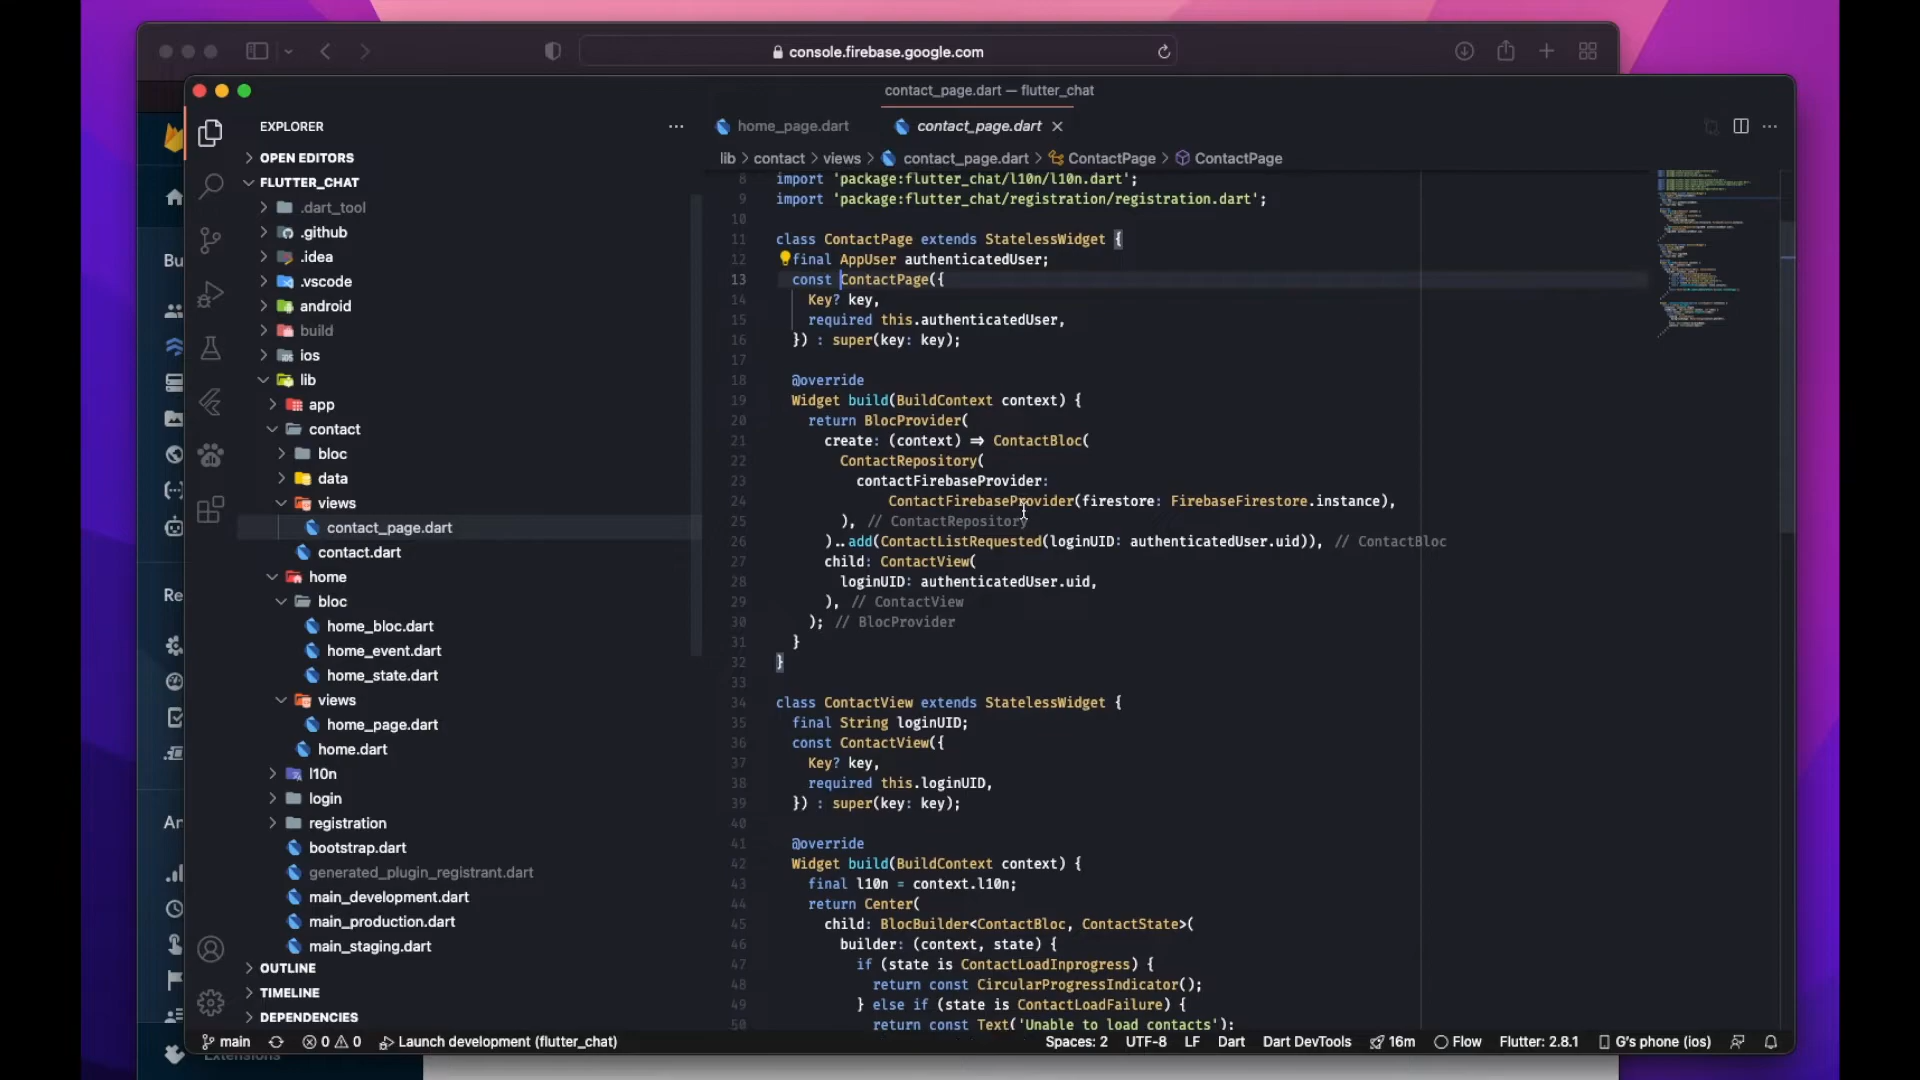 console.firebase.google.com
contact_page.dart — flutter_chat
EXPLORER
OPEN EDITORS
FLUTTER_CHAT
.dart_tool
.github
.idea
.vscode
android
build
ios
lib
app
contact
bloc
data
views
contact_page.dart
contact.dart
home
bloc
home_bloc.dart
home_event.dart
home_state.dart
views
home_page.dart
home.dart
l10n
login
registration
bootstrap.dart
generated_plugin_registrant.dart
main_development.dart
main_production.dart
main_staging.dart
OUTLINE
TIMELINE
DEPENDENCIES
Bu
Re
An
Extensions
home_page.dart
contact_page.dart
lib > contact > views > contact_page.dart > ContactPage > ContactPage
8 import 'package:flutter_chat/l10n/l10n.dart';
9 import 'package:flutter_chat/registration/registration.dart';
10
11 class ContactPage extends StatelessWidget {
12 final AppUser authenticatedUser;
13 const ContactPage({
14 Key? key,
15 required this.authenticatedUser,
16 }) : super(key: key);
17
18 @override
19 Widget build(BuildContext context) {
20 return BlocProvider(
21 create: (context) => ContactBloc(
22 ContactRepository(
23 contactFirebaseProvider:
24 ContactFirebaseProvider(firestore: FirebaseFirestore.instance),
25 ), // ContactRepository
26 )..add(ContactListRequested(loginUID: authenticatedUser.uid)), // ContactBloc
27 child: ContactView(
28 loginUID: authenticatedUser.uid,
29 ), // ContactView
30 ); // BlocProvider
31 }
32 }
33
34 class ContactView extends StatelessWidget {
35 final String loginUID;
36 const ContactView({
37 Key? key,
38 required this.loginUID,
39 }) : super(key: key);
40
41 @override
42 Widget build(BuildContext context) {
43 final l10n = context.l10n;
44 return Center(
45 child: BlocBuilder<ContactBloc, ContactState>(
46 builder: (context, state) {
47 if (state is ContactLoadInprogress) {
48 return const CircularProgressIndicator();
49 } else if (state is ContactLoadFailure) {
50 return const Text('Unable to load contacts');
main 0 0 Launch development (flutter_chat) Spaces: 2 UTF-8 LF Dart Dart DevTools 16m Flow Flutter: 2.8.1 G's phone (ios)